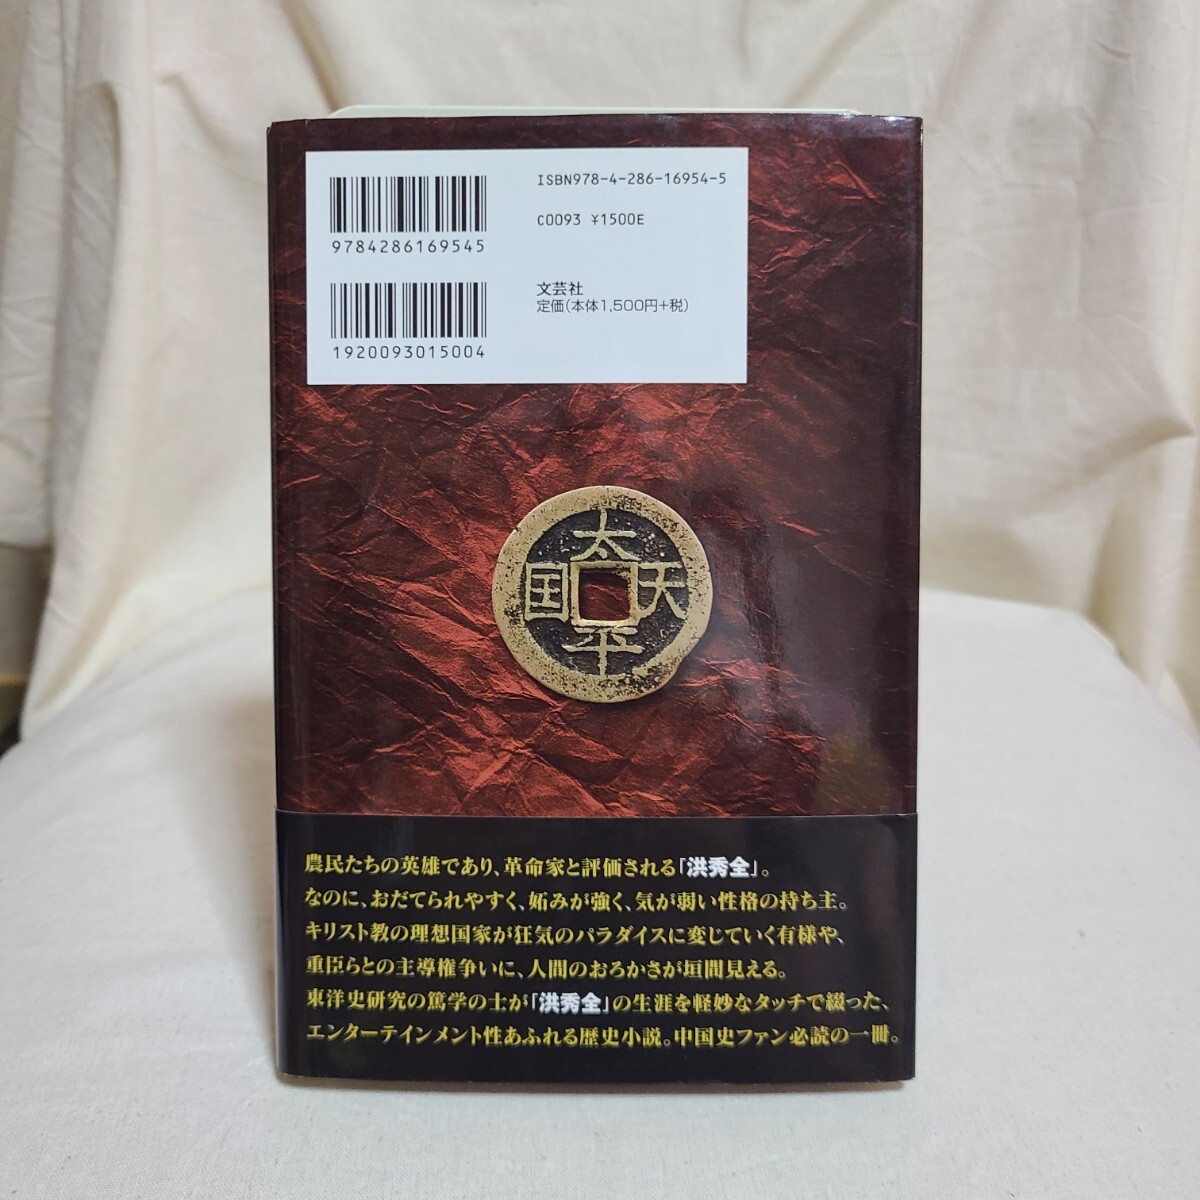 ISBN978-4-286-16954-5
C0093 ¥1500E
9784286169545
文芸社
定価(本体1,500円+税)
1920093015004
太
国 天
平
農民たちの英雄であり、革命家と評価される「洪秀全」。
なのに、おだてられやすく、妬みが強く、気が弱い性格の持ち主。
キリスト教の理想国家が狂気のパラダイスに変じていく有様や、
重臣らとの主導権争いに、人間のおろかさが垣間見える。
東洋史研究の篤学の士が「洪秀全」の生涯を軽妙なタッチで綴った、
エンターテインメント性あふれる歴史小説。中国史ファン必読の一冊。